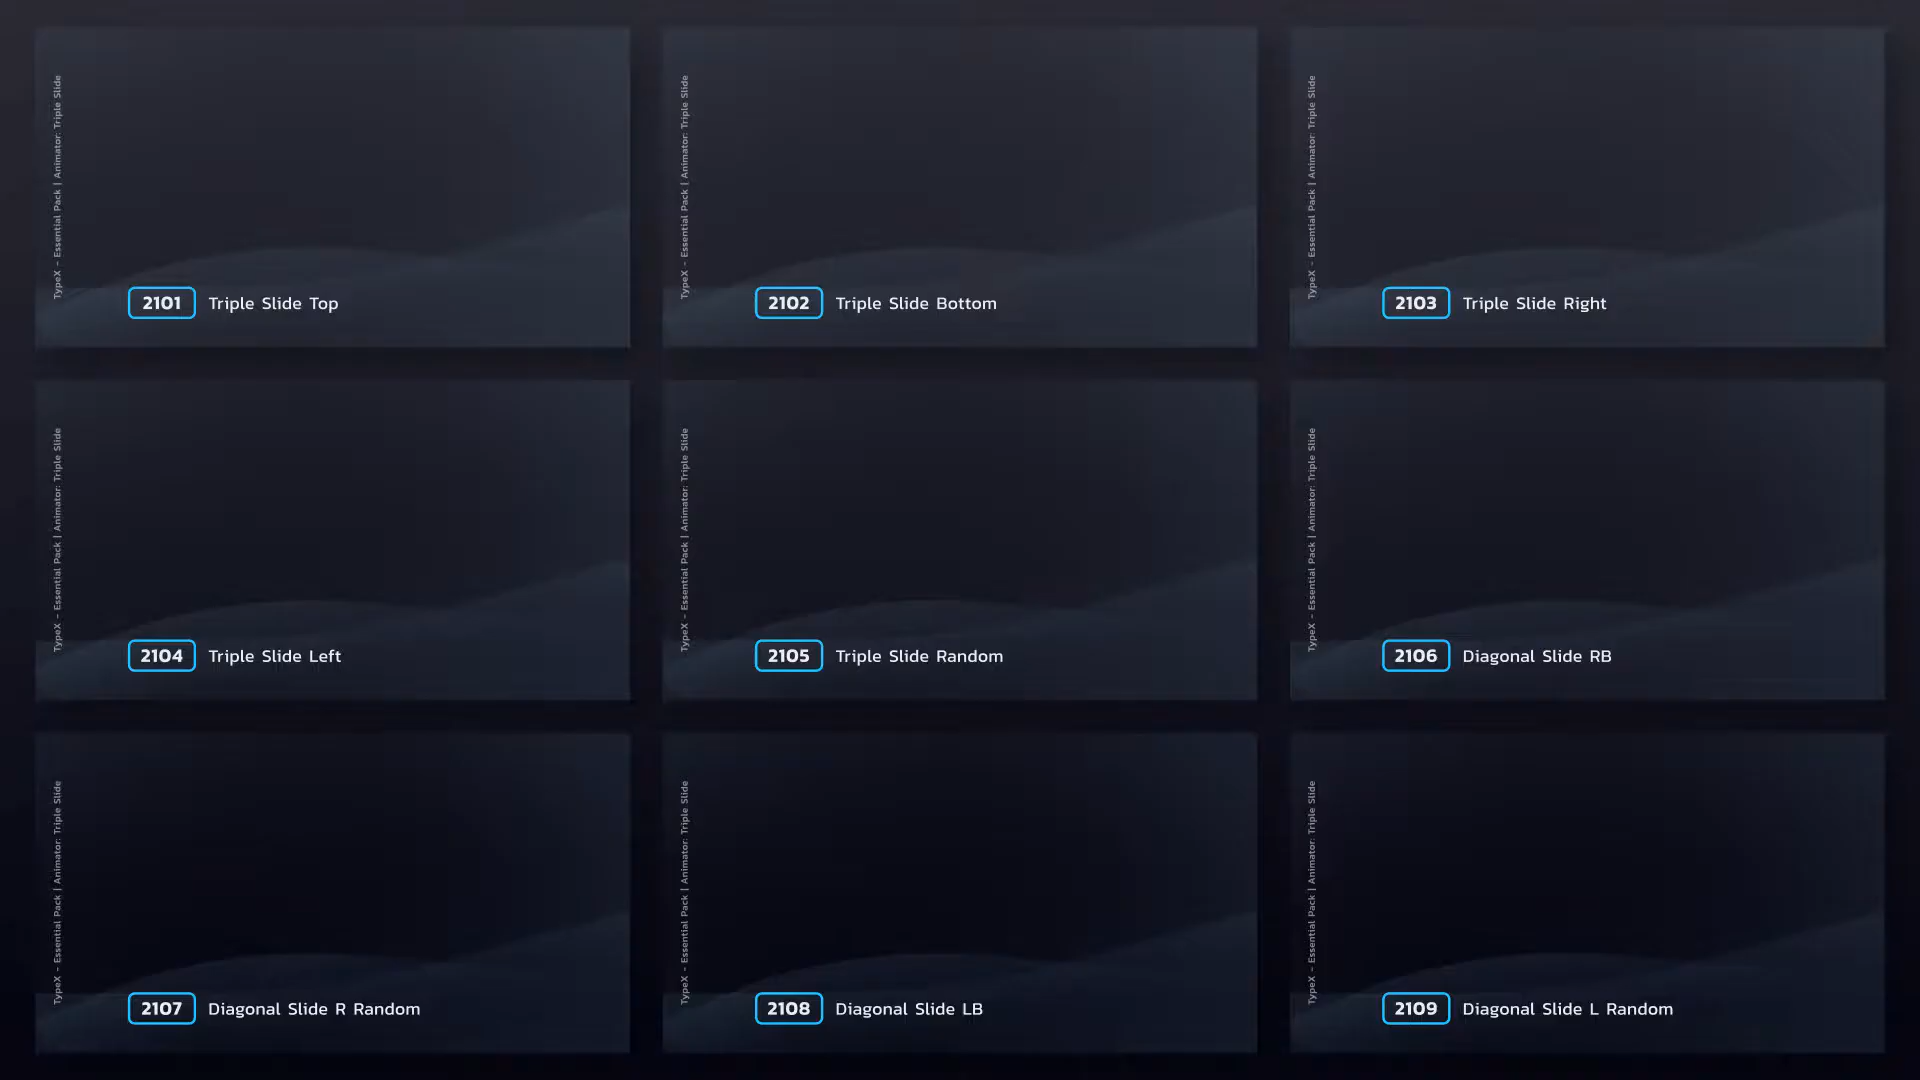 TypeX - Essential Pack | Animator: Triple Slide
2101 Triple Slide Top
TypeX - Essential Pack | Animator: Triple Slide
2102 Triple Slide Bottom
TypeX - Essential Pack | Animator: Triple Slide
2103 Triple Slide Right
TypeX - Essential Pack | Animator: Triple Slide
2104 Triple Slide Left
TypeX - Essential Pack | Animator: Triple Slide
2105 Triple Slide Random
TypeX - Essential Pack | Animator: Triple Slide
2106 Diagonal Slide RB
TypeX - Essential Pack | Animator: Triple Slide
2107 Diagonal Slide R Random
TypeX - Essential Pack | Animator: Triple Slide
2108 Diagonal Slide LB
TypeX - Essential Pack | Animator: Triple Slide
2109 Diagonal Slide L Random